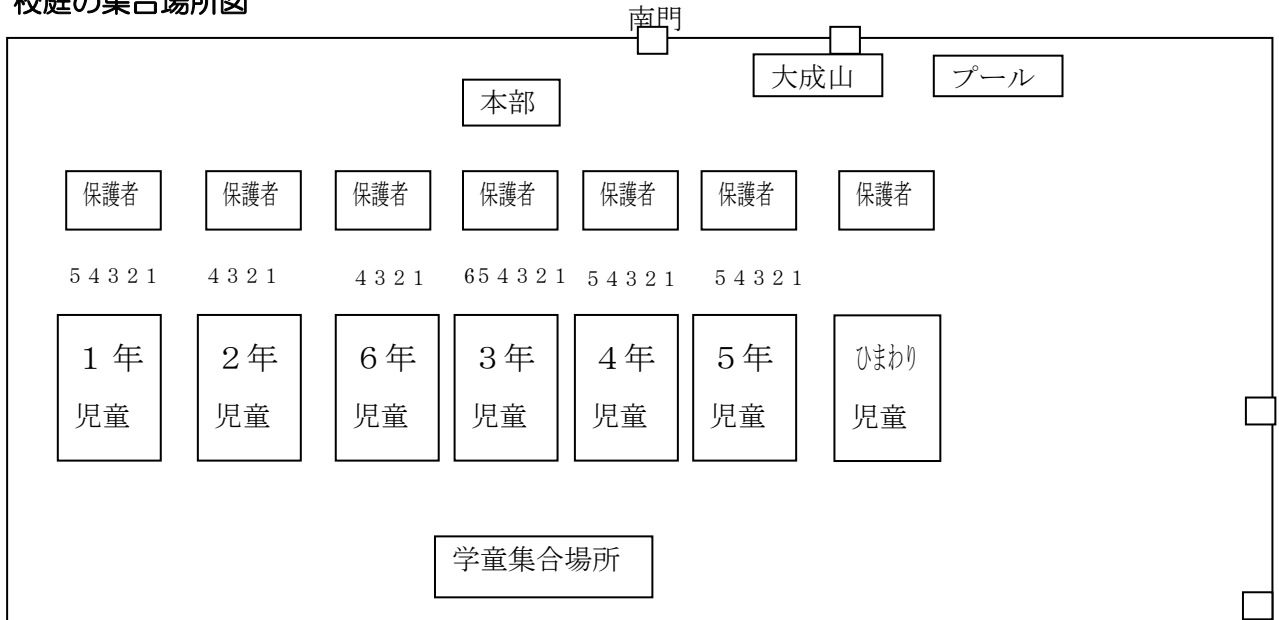 校庭の集合場所図
南門
大成山 プール
本部
保護者 保護者 保護者 保護者 保護者 保護者 保護者
5 4 3 2 1 4 3 2 1 4 3 2 1 6 5 4 3 2 1 5 4 3 2 1 5 4 3 2 1
1年 2年 6年 3年 4年 5年 ひまわり
児童 児童 児童 児童 児童 児童 児童
学童集合場所